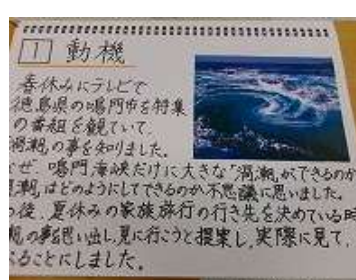 1 動機
春休みにテレビで
徳島県の鳴門市を特集
の番組を観ていて、
渦潮の事を知りました。
ぜ、鳴門海峡だけに大きな"渦潮"ができるのか
潮はどのようにしてできるのか不思議に思いました。
後、夏休みの家族旅行の行き先を決めている時
の事を思い出し、見に行こうと提案し、実際に見て、
ることにしました。